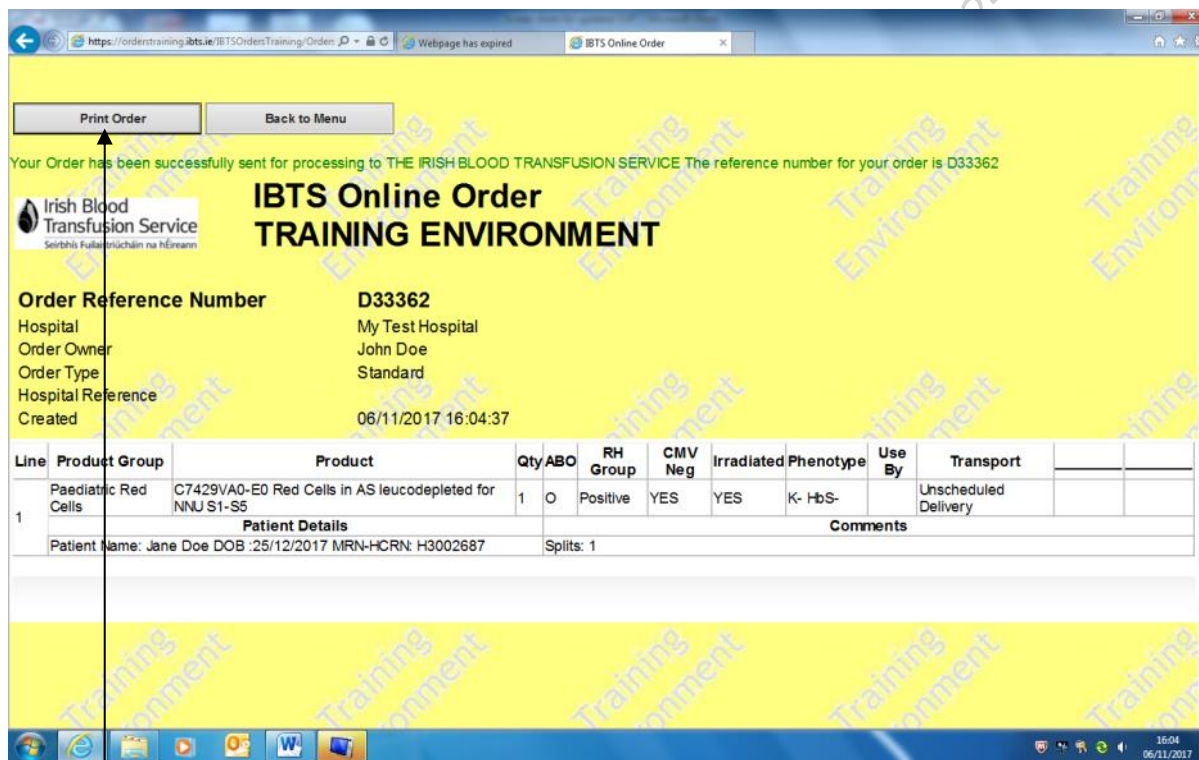 https://orderstraining.ibts.ie/IBTSOrdersTraining/Orden
Webpage has expired
IBTS Online Order
Print Order
Back to Menu
Your Order has been successfully sent for processing to THE IRISH BLOOD TRANSFUSION SERVICE The reference number for your order is D33362
Irish Blood
Transfusion Service
Seirbhís Fuilaistriúcháin na hÉireann
IBTS Online Order
TRAINING ENVIRONMENT
Order Reference Number D33362
Hospital My Test Hospital
Order Owner John Doe
Order Type Standard
Hospital Reference
Created 06/11/2017 16:04:37
Line Product Group Product Qty ABO RH Group CMV Neg Irradiated Phenotype Use By Transport
1 Paediatric Red Cells C7429VA0-E0 Red Cells in AS leucodepleted for NNU S1-S5 1 O Positive YES YES K- HbS- Unscheduled Delivery
Patient Details Comments
Patient Name: Jane Doe DOB :25/12/2017 MRN-HCRN: H3002687 Splits: 1
Training Environment
16:04
06/11/2017